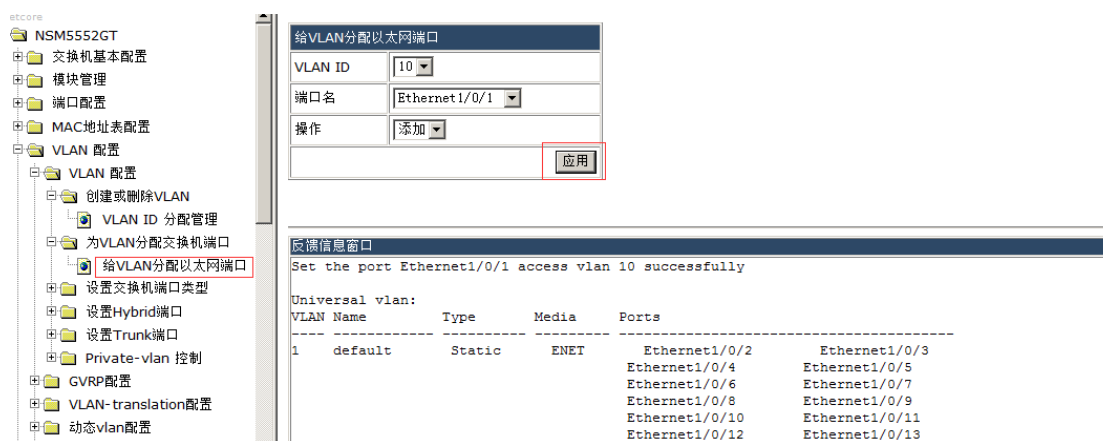 etcore
NSM5552GT
交换机基本配置
模块管理
端口配置
MAC地址表配置
VLAN 配置
VLAN 配置
创建或删除VLAN
VLAN ID 分配管理
为VLAN分配交换机端口
给VLAN分配以太网端口
设置交换机端口类型
设置Hybrid端口
设置Trunk端口
Private-vlan 控制
GVRP配置
VLAN-translation配置
动态vlan配置
给VLAN分配以太网端口
VLAN ID 10
端口名 Ethernet1/0/1
操作 添加
应用
反馈信息窗口
Set the port Ethernet1/0/1 access vlan 10 successfully
Universal vlan:
VLAN Name Type Media Ports
---- ------------ ---------- --------- ----------------------------------------
1 default Static ENET Ethernet1/0/2 Ethernet1/0/3
Ethernet1/0/4 Ethernet1/0/5
Ethernet1/0/6 Ethernet1/0/7
Ethernet1/0/8 Ethernet1/0/9
Ethernet1/0/10 Ethernet1/0/11
Ethernet1/0/12 Ethernet1/0/13